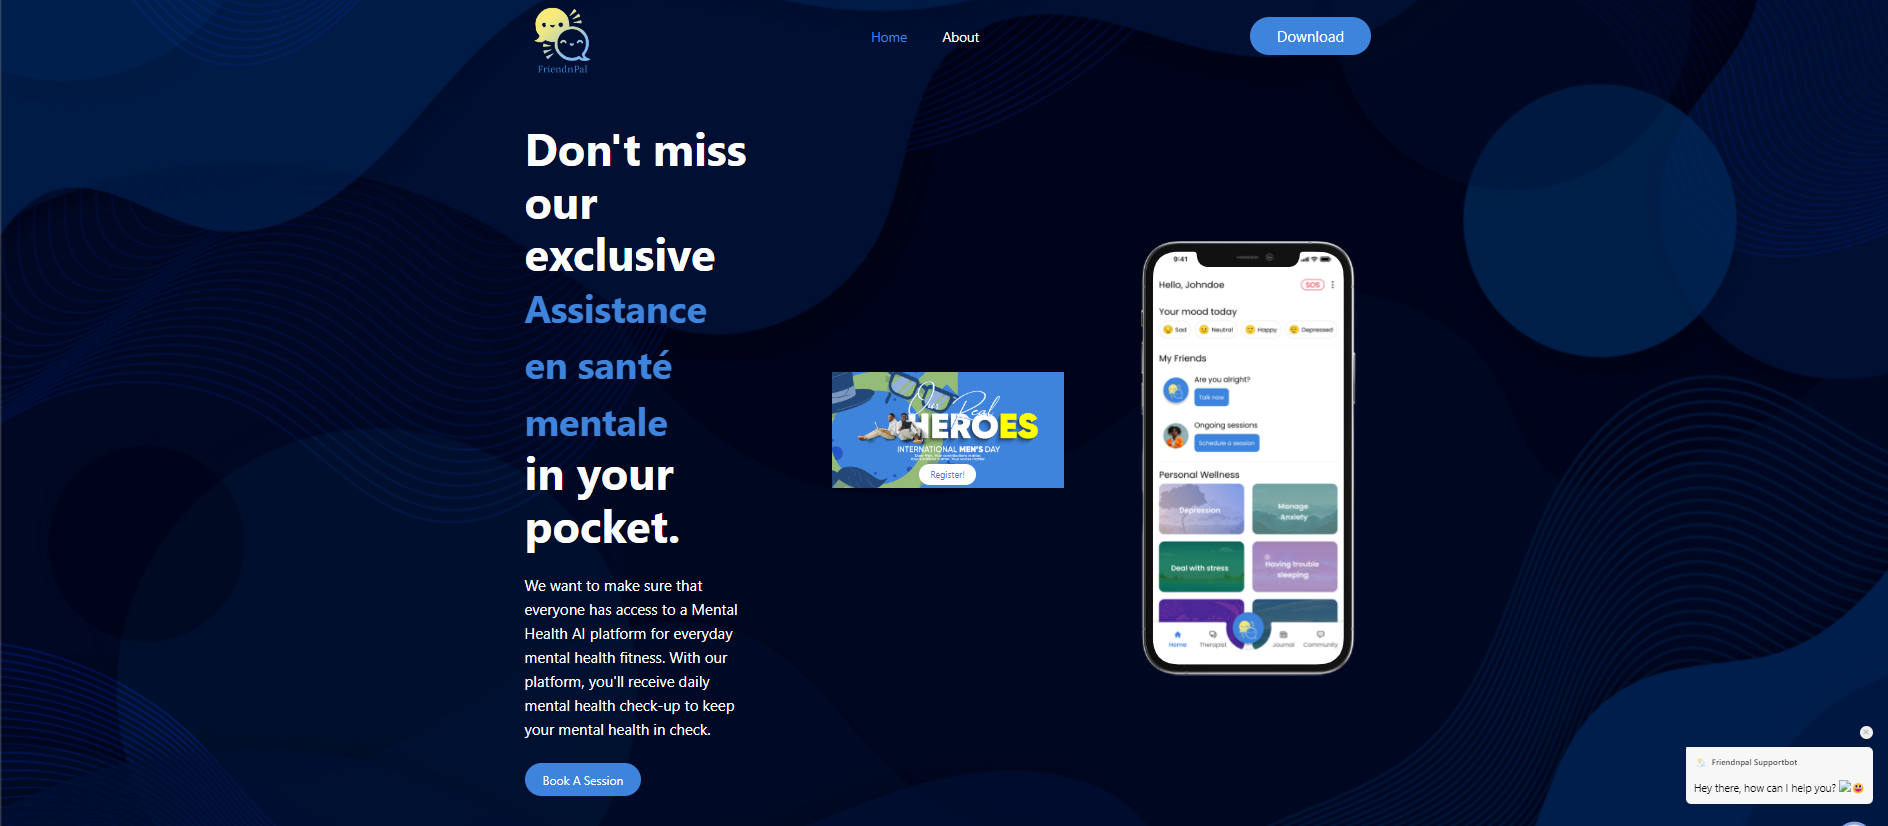 FriendnPal
Home
About
Download
Don't miss
our
exclusive
Assistance
en santé
mentale
in your
pocket.
We want to make sure that
everyone has access to a Mental
Health AI platform for everyday
mental health fitness. With our
platform, you'll receive daily
mental health check-up to keep
your mental health in check.
Book A Session
Our Real
HEROES
INTERNATIONAL MEN'S DAY
Register!
9:41
Hello, Johndoe
SOS
Your mood today
Sad
Neutral
Happy
Depressed
My Friends
Are you alright?
Talk now
Ongoing sessions
Schedule a session
Personal Wellness
Depression
Manage
Anxiety
Deal with stress
Having trouble
sleeping
Home
Therapist
Journal
Community
Friendnpal Supportbot
Hey there, how can I help you? 😃